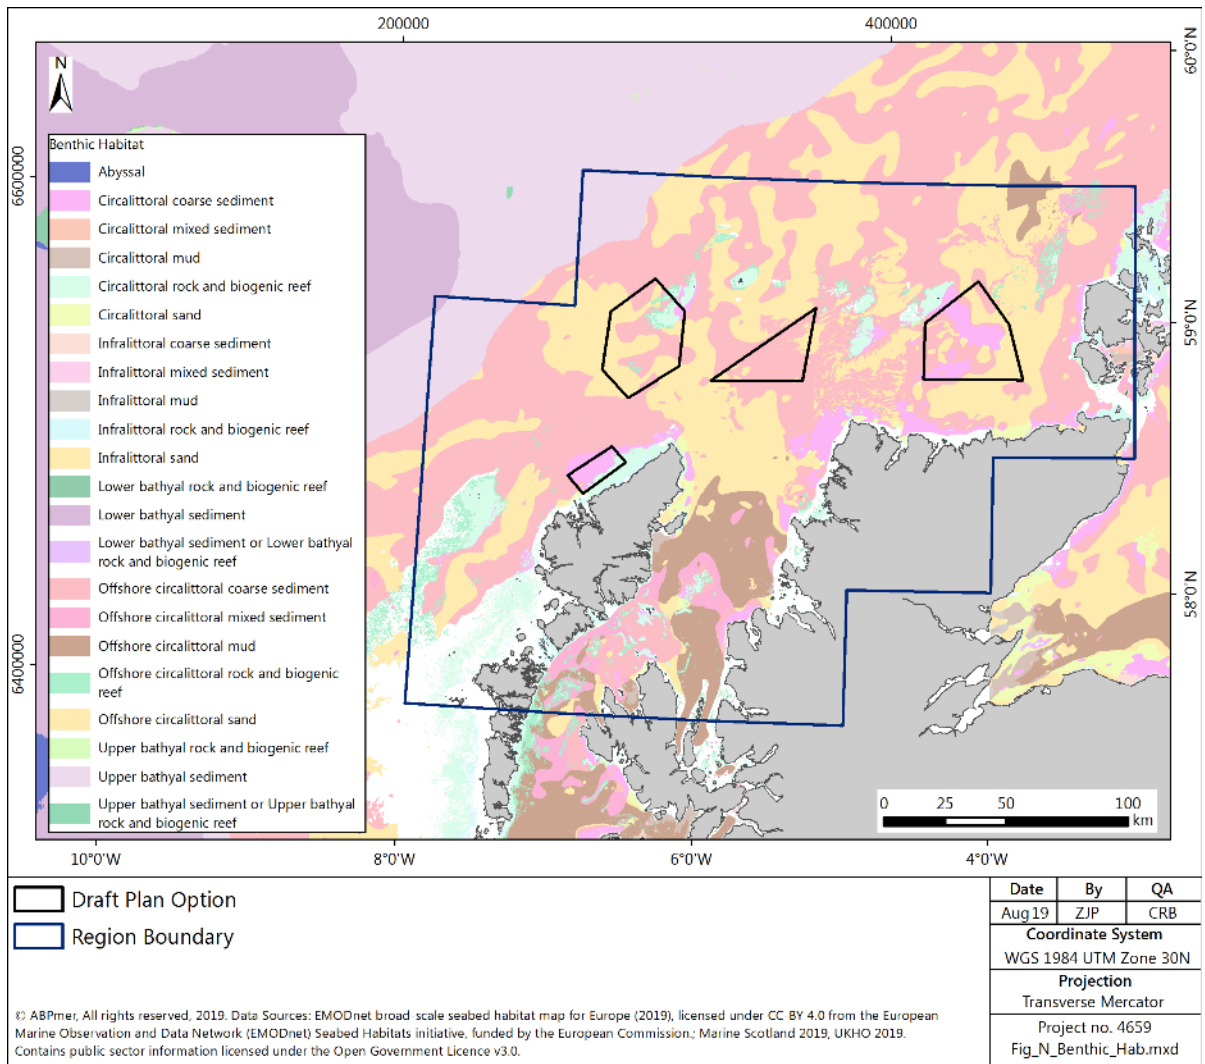 200000
400000
60°0'N
N
Benthic Habitat
Abyssal
Circalittoral coarse sediment
Circalittoral mixed sediment
Circalittoral mud
Circalittoral rock and biogenic reef
Circalittoral sand
Infralittoral coarse sediment
Infralittoral mixed sediment
Infralittoral mud
Infralittoral rock and biogenic reef
Infralittoral sand
Lower bathyal rock and biogenic reef
Lower bathyal sediment
Lower bathyal sediment or Lower bathyal
rock and biogenic reef
Offshore circalittoral coarse sediment
Offshore circalittoral mixed sediment
Offshore circalittoral mud
Offshore circalittoral rock and biogenic
reef
Offshore circalittoral sand
Upper bathyal rock and biogenic reef
Upper bathyal sediment
Upper bathyal sediment or Upper bathyal
rock and biogenic reef
6600000
6400000
59°0'N
58°0'N
0 25 50 100
km
10°0'W
8°0'W
6°0'W
4°0'W
Draft Plan Option
Region Boundary
Date By QA
Aug 19 ZJP CRB
Coordinate System
WGS 1984 UTM Zone 30N
Projection
Transverse Mercator
Project no. 4659
Fig_N_Benthic_Hab.mxd
© ABPmer, All rights reserved, 2019. Data Sources: EMODnet broad scale seabed habitat map for Europe (2019), licensed under CC-BY 4.0 from the European
Marine Observation and Data Network (EMODnet) Seabed Habitats initiative, funded by the European Commission.; Marine Scotland 2019, UKHO 2019.
Contains public sector information licensed under the Open Government Licence v3.0.